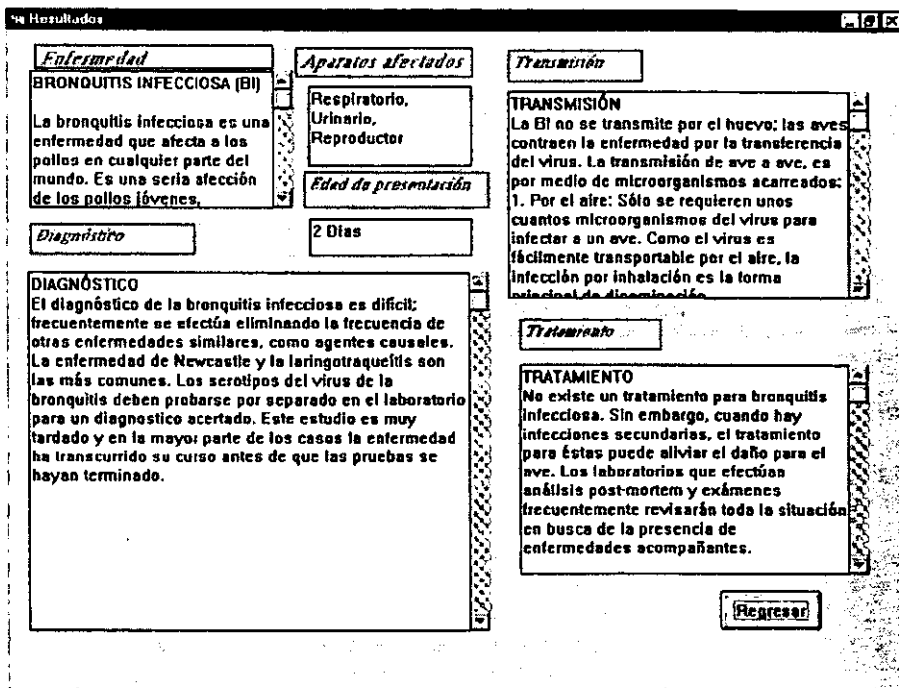 Resultados
Enfermedad
BRONQUITIS INFECCIOSA (BI)
La bronquitis infecciosa es una
enfermedad que afecta a los
pollos en cualquier parte del
mundo. Es una seria afección
de los pollos jóvenes,
Aparatos afectados
Respiratorio,
Urinario,
Reproductor
Edad de presentación
2 Dias
Transmisión
TRANSMISIÓN
La BI no se transmite por el huevo; las aves
contraen la enfermedad por la transferencia
del virus. La transmisión de ave a ave, es
por medio de microorganismos acarreados:
1. Por el aire: Sólo se requieren unos
cuantos microorganismos del virus para
infectar a un ave. Como el virus es
fácilmente transportable por el aire, la
infección por inhalación es la forma
principal de diseminación
Diagnóstico
DIAGNÓSTICO
El diagnóstico de la bronquitis infecciosa es difícil;
frecuentemente se efectúa eliminando la frecuencia de
otras enfermedades similares, como agentes causales.
La enfermedad de Newcastle y la laringotraqueítis son
las más comunes. Los serotipos del virus de la
bronquitis deben probarse por separado en el laboratorio
para un diagnostico acertado. Este estudio es muy
tardado y en la mayor parte de los casos la enfermedad
ha transcurrido su curso antes de que las pruebas se
hayan terminado.
Tratamiento
TRATAMIENTO
No existe un tratamiento para bronquitis
infecciosa. Sin embargo, cuando hay
infecciones secundarias, el tratamiento
para éstas puede aliviar el daño para el
ave. Los laboratorios que efectúan
análisis post-mortem y exámenes
frecuentemente revisarán toda la situación
en busca de la presencia de
enfermedades acompañantes.
Regresar